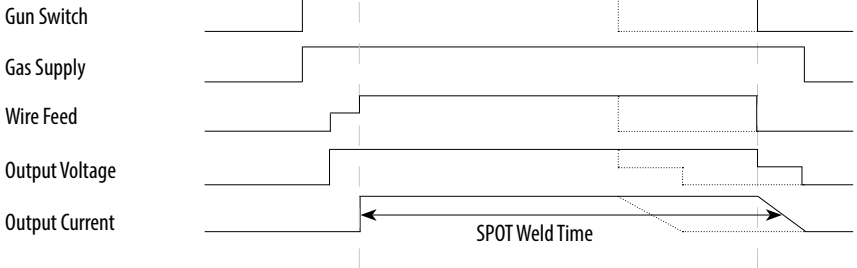 Gun Switch
Gas Supply
Wire Feed
Output Voltage
Output Current
SPOT Weld Time